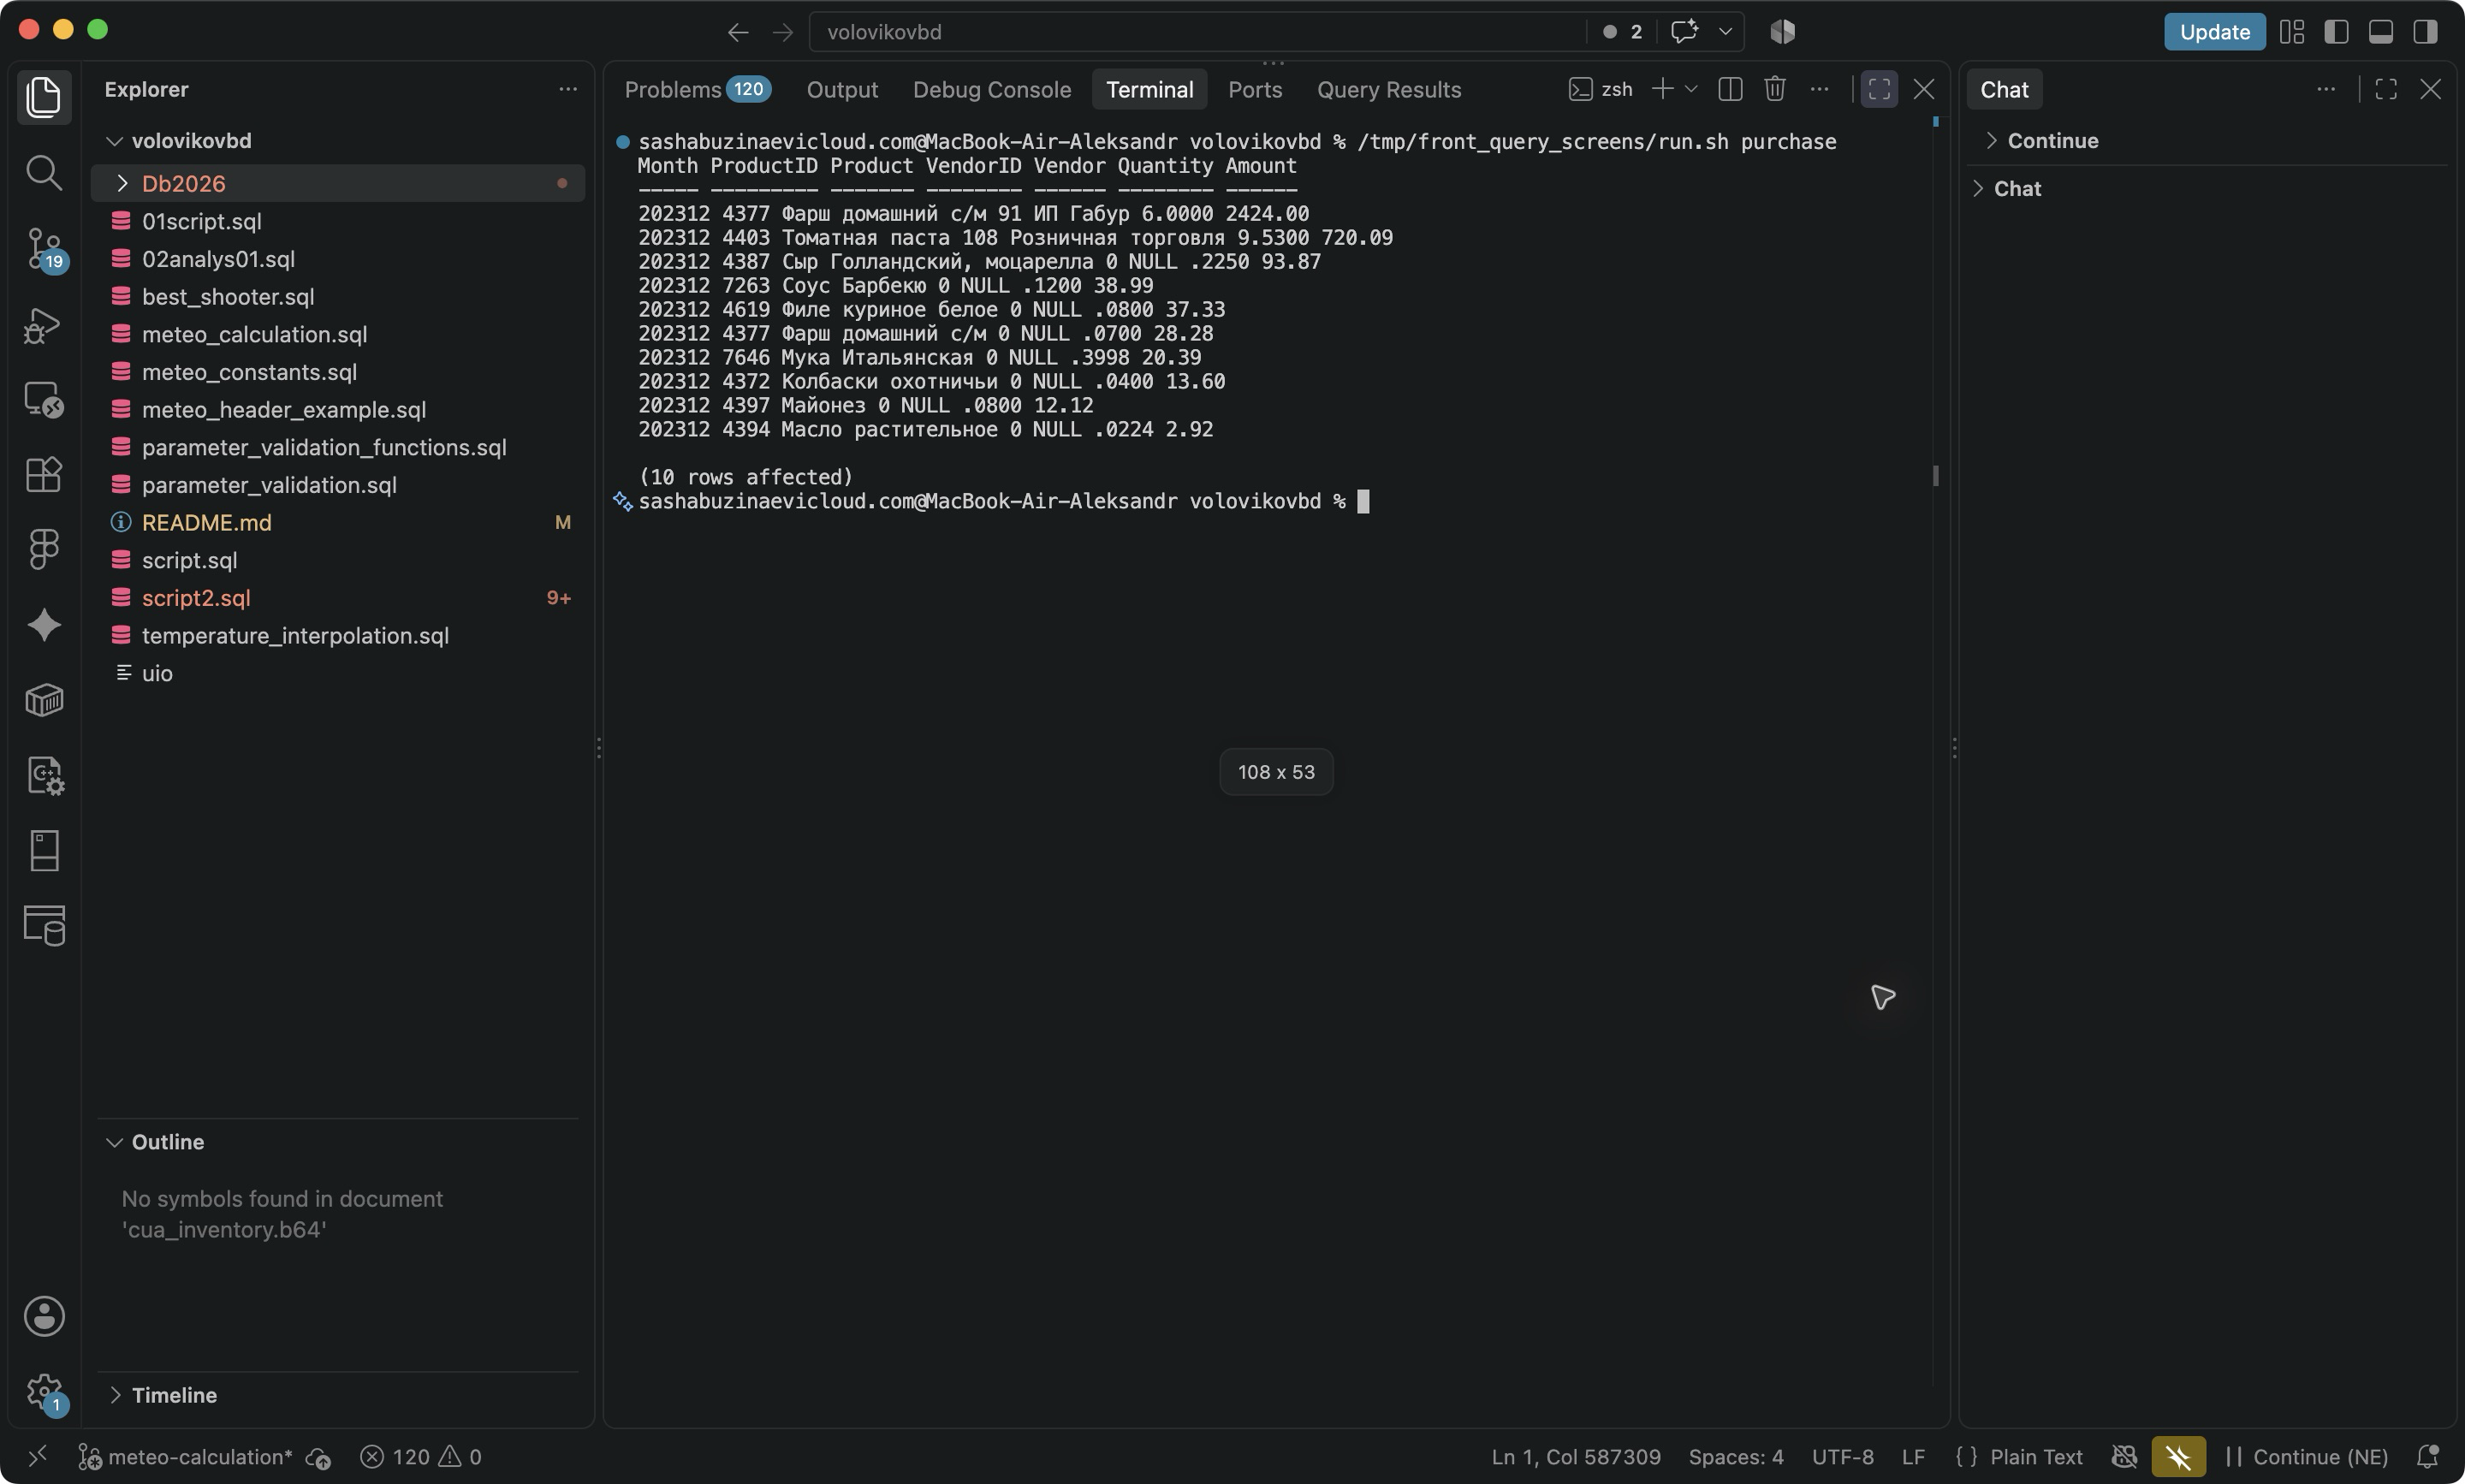 volovikovbd
2
Update
Explorer
volovikovbd
Db2026
01script.sql
02analys01.sql
best_shooter.sql
meteo_calculation.sql
meteo_constants.sql
meteo_header_example.sql
parameter_validation_functions.sql
parameter_validation.sql
README.md M
script.sql
script2.sql 9+
temperature_interpolation.sql
uio
19
Outline
No symbols found in document
'cua_inventory.b64'
Timeline
1
Problems 120 Output Debug Console Terminal Ports Query Results zsh
sashabuzinaevicloud.com@MacBook-Air-Aleksandr volovikovbd % /tmp/front_query_screens/run.sh purchase
Month ProductID Product VendorID Vendor Quantity Amount
----- --------- ------- -------- ------ -------- ------
202312 4377 Фарш домашний с/м 91 ИП Габур 6.0000 2424.00
202312 4403 Томатная паста 108 Розничная торговля 9.5300 720.09
202312 4387 Сыр Голландский, моцарелла 0 NULL .2250 93.87
202312 7263 Соус Барбекю 0 NULL .1200 38.99
202312 4619 Филе куриное белое 0 NULL .0800 37.33
202312 4377 Фарш домашний с/м 0 NULL .0700 28.28
202312 7646 Мука Итальянская 0 NULL .3998 20.39
202312 4372 Колбаски охотничьи 0 NULL .0400 13.60
202312 4397 Майонез 0 NULL .0800 12.12
202312 4394 Масло растительное 0 NULL .0224 2.92
(10 rows affected)
sashabuzinaevicloud.com@MacBook-Air-Aleksandr volovikovbd %
108 x 53
Chat
Continue
Chat
meteo-calculation* 120 0
Ln 1, Col 587309 Spaces: 4 UTF-8 LF { } Plain Text || Continue (NE)